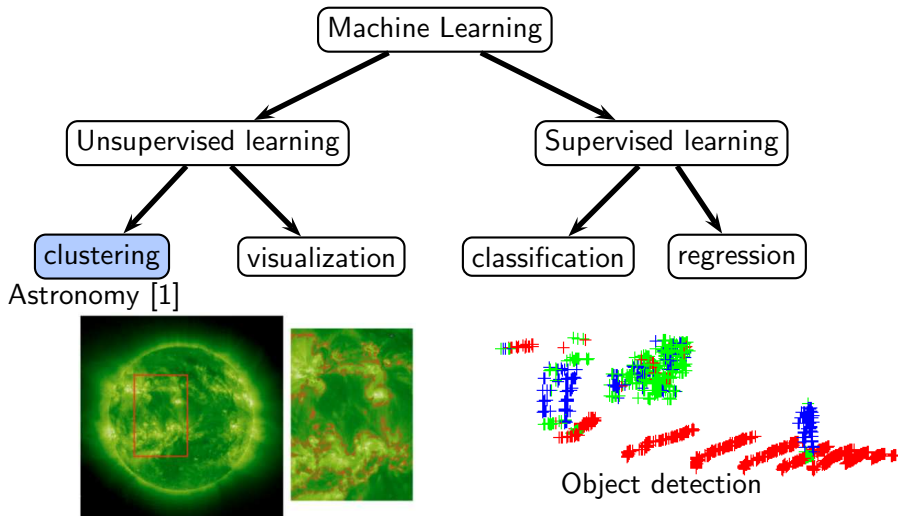 Machine Learning
Unsupervised learning
Supervised learning
clustering
visualization
classification
regression
Astronomy [1]
Object detection